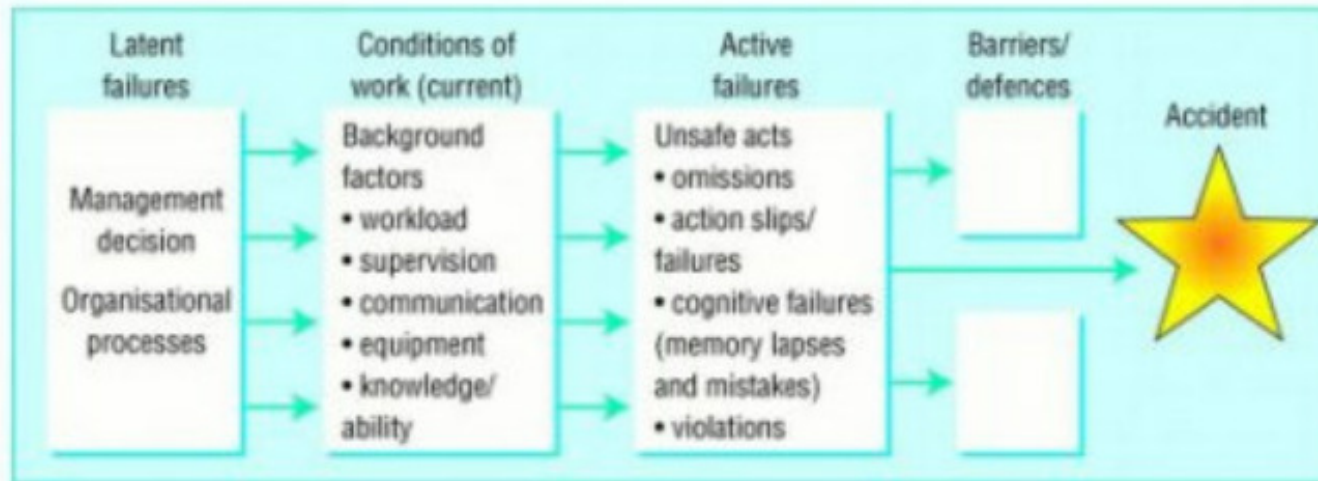 Latent
failures
Conditions of
work (current)
Active
failures
Barriers/
defences
Accident
Management
decision
Organisational
processes
Background
factors
• workload
• supervision
• communication
• equipment
• knowledge/
ability
Unsafe acts
• omissions
• action slips/
failures
• cognitive failures
(memory lapses
and mistakes)
• violations